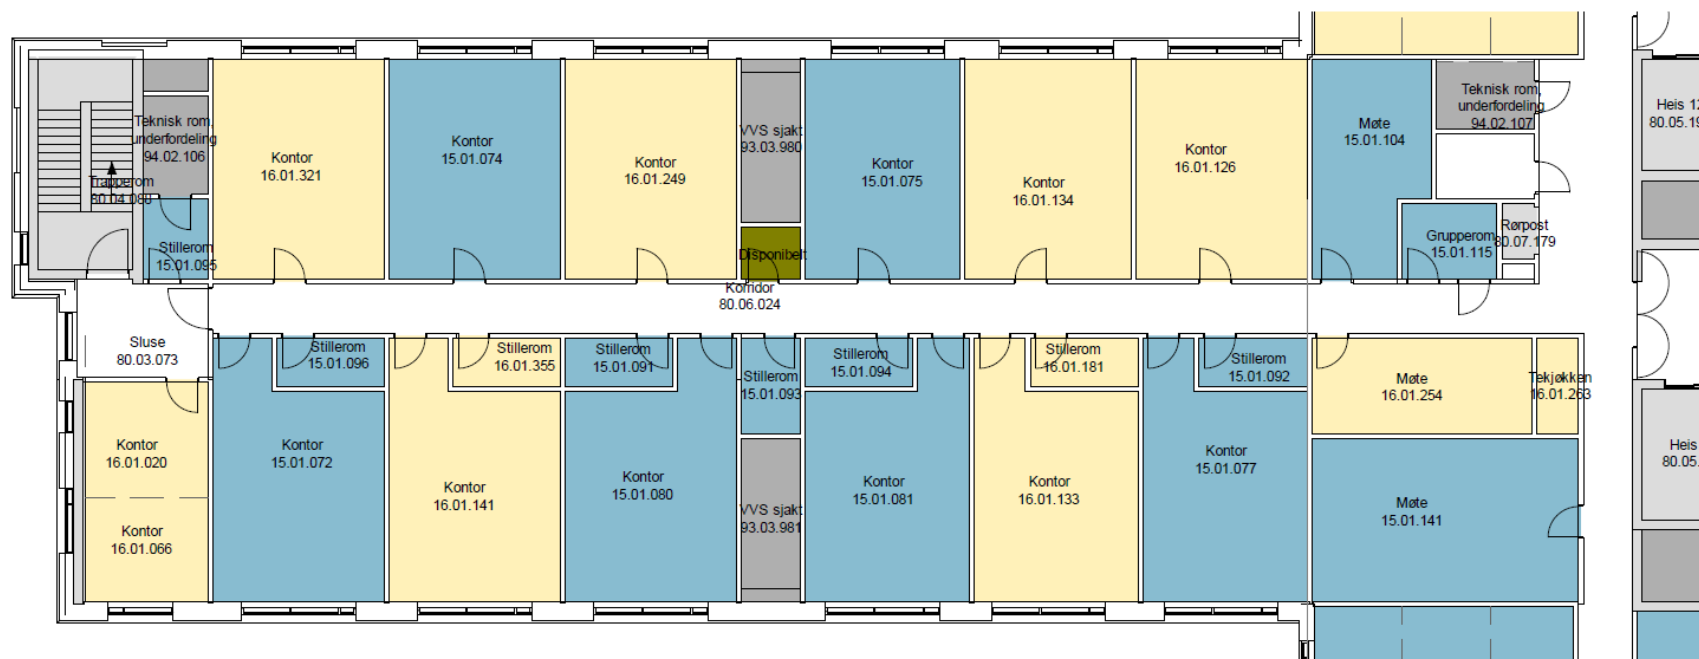 Teknisk rom,
underfordeling
94.02.106
Trapperom
80.04.080
Stillerom
15.01.095
Kontor
16.01.321
Kontor
15.01.074
Kontor
16.01.249
VVS sjakt
93.03.980
Disponibelt
Kontor
15.01.075
Kontor
16.01.134
Kontor
16.01.126
Møte
15.01.104
Teknisk rom,
underfordeling
94.02.107
Grupperom
15.01.115
Rørpost
80.07.179
Heis 12
80.05.19
Korridor
80.06.024
Sluse
80.03.073
Stillerom
15.01.096
Stillerom
16.01.355
Stillerom
15.01.091
Stillerom
15.01.093
Stillerom
15.01.094
Stillerom
16.01.181
Stillerom
15.01.092
Møte
16.01.254
Tekjøkken
16.01.263
Kontor
16.01.020
Kontor
16.01.066
Kontor
15.01.072
Kontor
16.01.141
Kontor
15.01.080
VVS sjakt
93.03.981
Kontor
15.01.081
Kontor
16.01.133
Kontor
15.01.077
Møte
15.01.141
Heis
80.05.